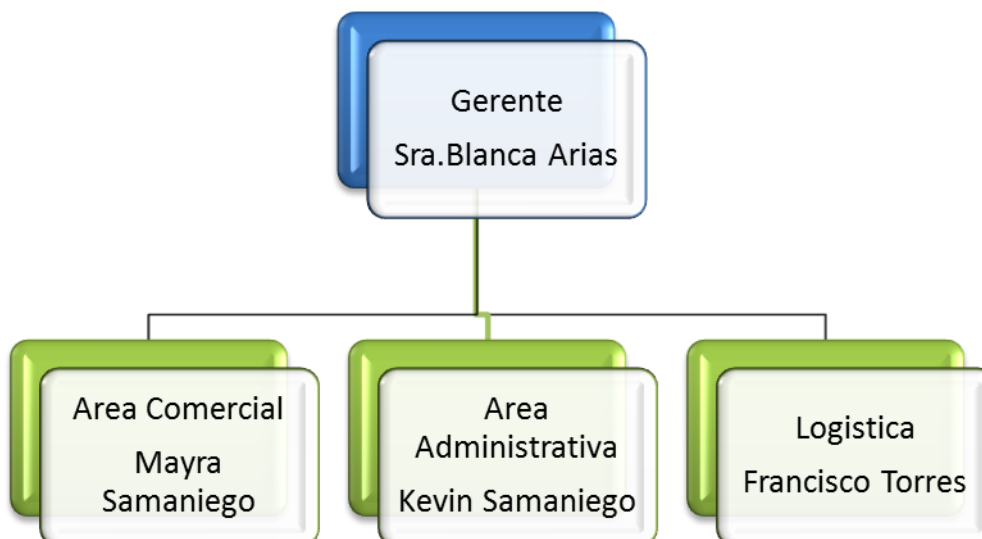 Gerente
Sra.Blanca Arias
Area Comercial
Mayra
Samaniego
Area
Administrativa
Kevin Samaniego
Logistica
Francisco Torres